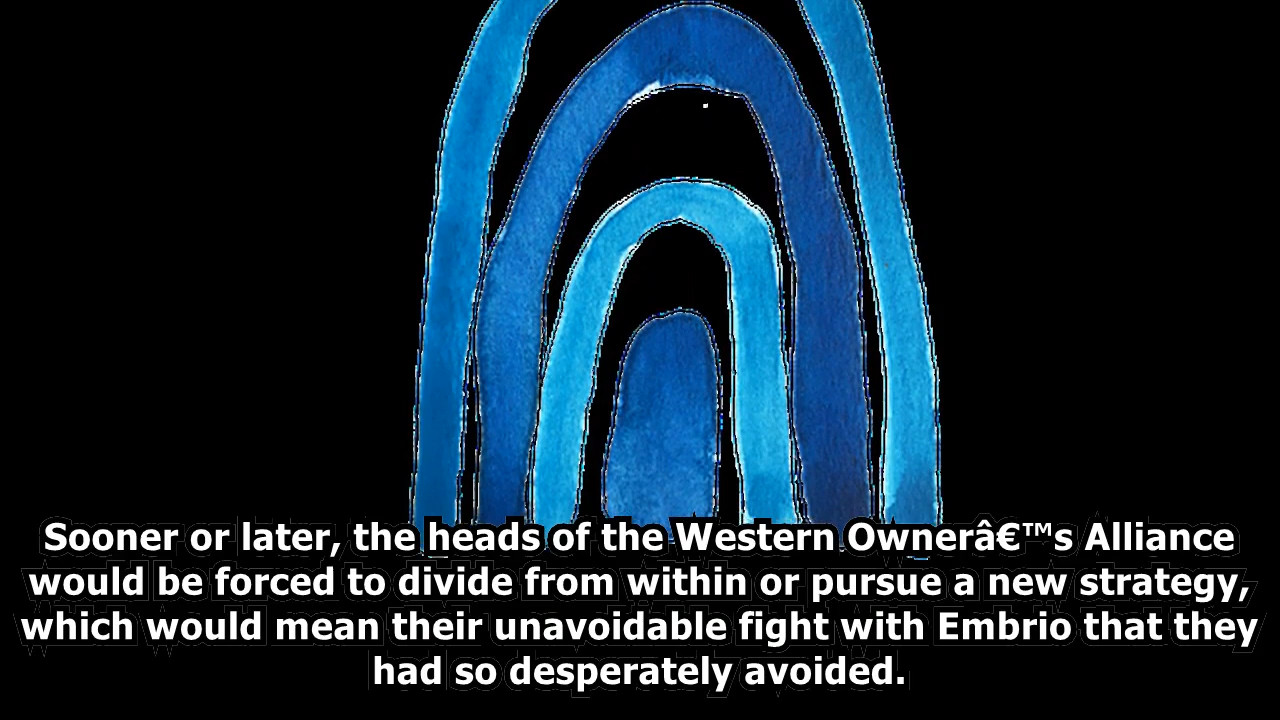 Sooner or later, the heads of the Western Ownerâ€™s Alliance
would be forced to divide from within or pursue a new strategy,
which would mean their unavoidable fight with Embrio that they
had so desperately avoided.